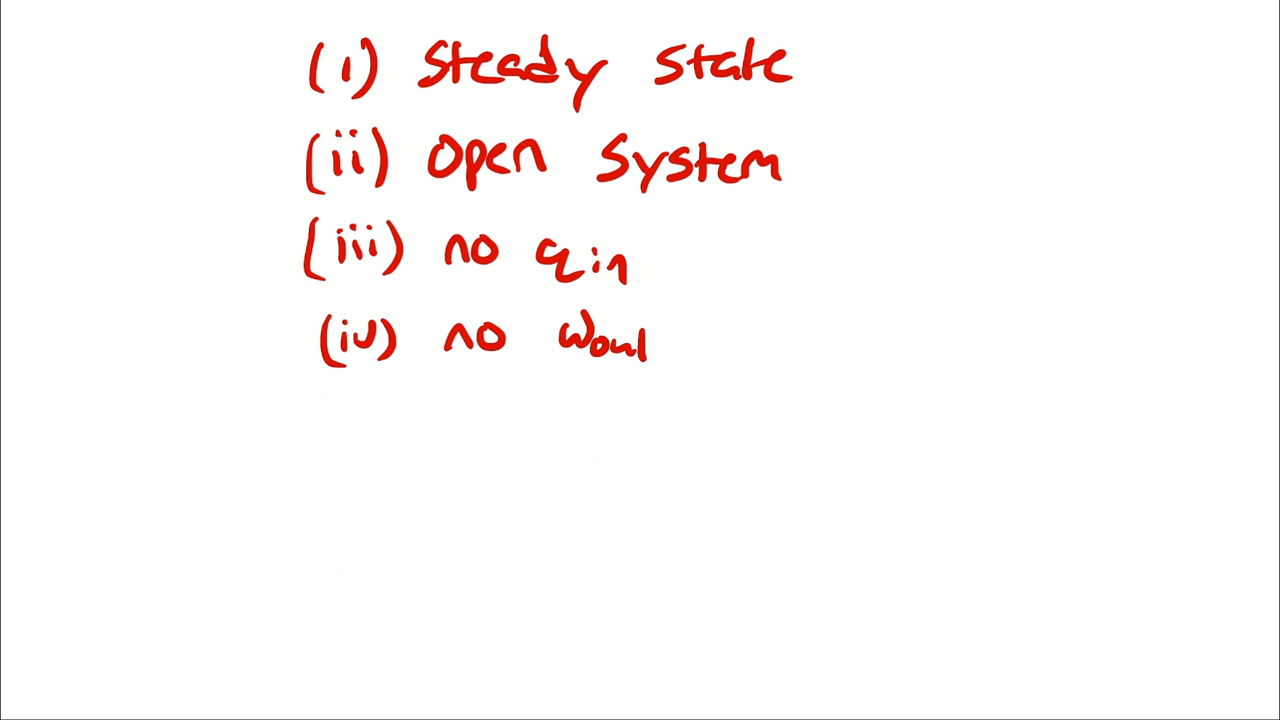 (i) Steady State
(ii) Open System
(iii) no qin
(iv) no Wout